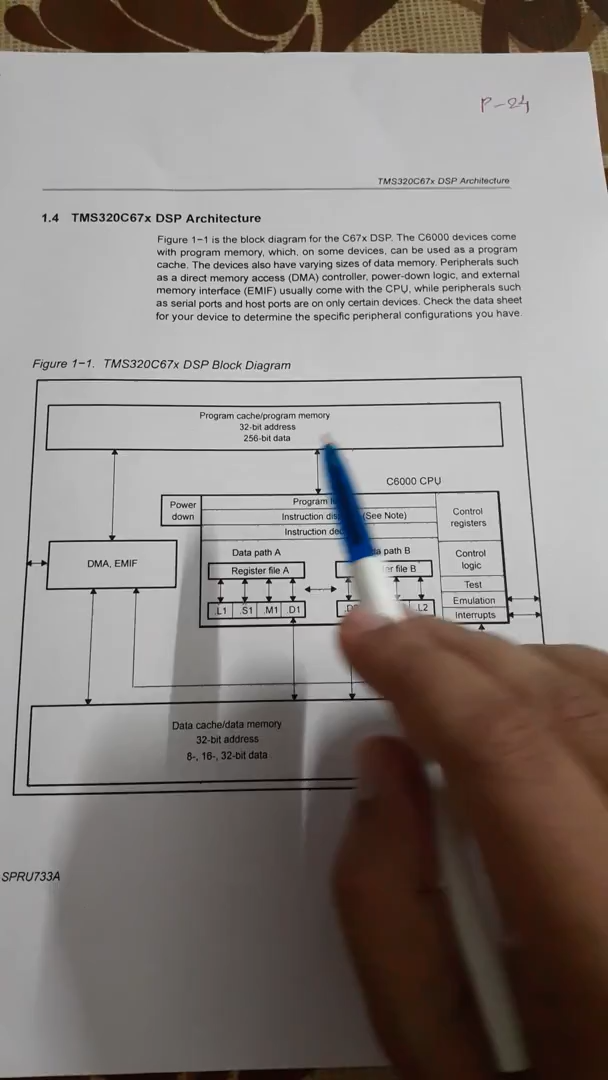 P-24
TMS320C67x DSP Architecture
1.4 TMS320C67x DSP Architecture
Figure 1−1 is the block diagram for the C67x DSP. The C6000 devices come
with program memory, which, on some devices, can be used as a program
cache. The devices also have varying sizes of data memory. Peripherals such
as a direct memory access (DMA) controller, power-down logic, and external
memory interface (EMIF) usually come with the CPU, while peripherals such
as serial ports and host ports are on only certain devices. Check the data sheet
for your device to determine the specific peripheral configurations you have.
Figure 1−1. TMS320C67x DSP Block Diagram
Program cache/program memory
32-bit address
256-bit data
C6000 CPU
Power
down
Program
Instruction (See Note)
Instruction
Control
registers
Data path A
path B
Register file A
file B
Control
logic
DMA, EMIF
Test
.L1 .S1 .M1 .D1
L2
Emulation
Interrupts
Data cache/data memory
32-bit address
8-, 16-, 32-bit data
SPRU733A